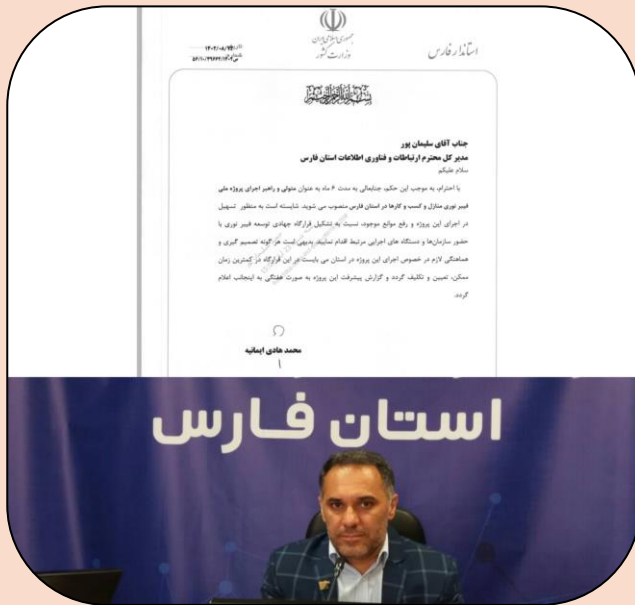 استاندار فارس
جمهوری اسلامی ایران
وزارت کشور
بسم الله الرحمن الرحیم
جناب آقای سلیمان پور
مدیر کل محترم ارتباطات و فناوری اطلاعات استان فارس
سلام علیکم
با احترام، به موجب این حکم، جنابعالی به مدت ۶ ماه به عنوان متولی و راهبر اجرای پروژه ملی
فیبر نوری منازل و کسب و کارها در استان فارس منصوب می شوید. شایسته است به منظور تسهیل
در اجرای این پروژه و رفع موانع موجود، نسبت به تشکیل قرارگاه جهادی توسعه فیبر نوری با
حضور سازمان‌ها و دستگاه های اجرایی مرتبط اقدام نمایید. بدیهی است هر گونه تصمیم گیری و
هماهنگی لازم در خصوص اجرای این پروژه در استان می بایست در این قرارگاه در کمترین زمان
ممکن، تعیین و تکلیف گردد و گزارش پیشرفت این پروژه به صورت هفتگی به اینجانب اعلام
گردد.
محمد هادی ایمانیه
استان فارس